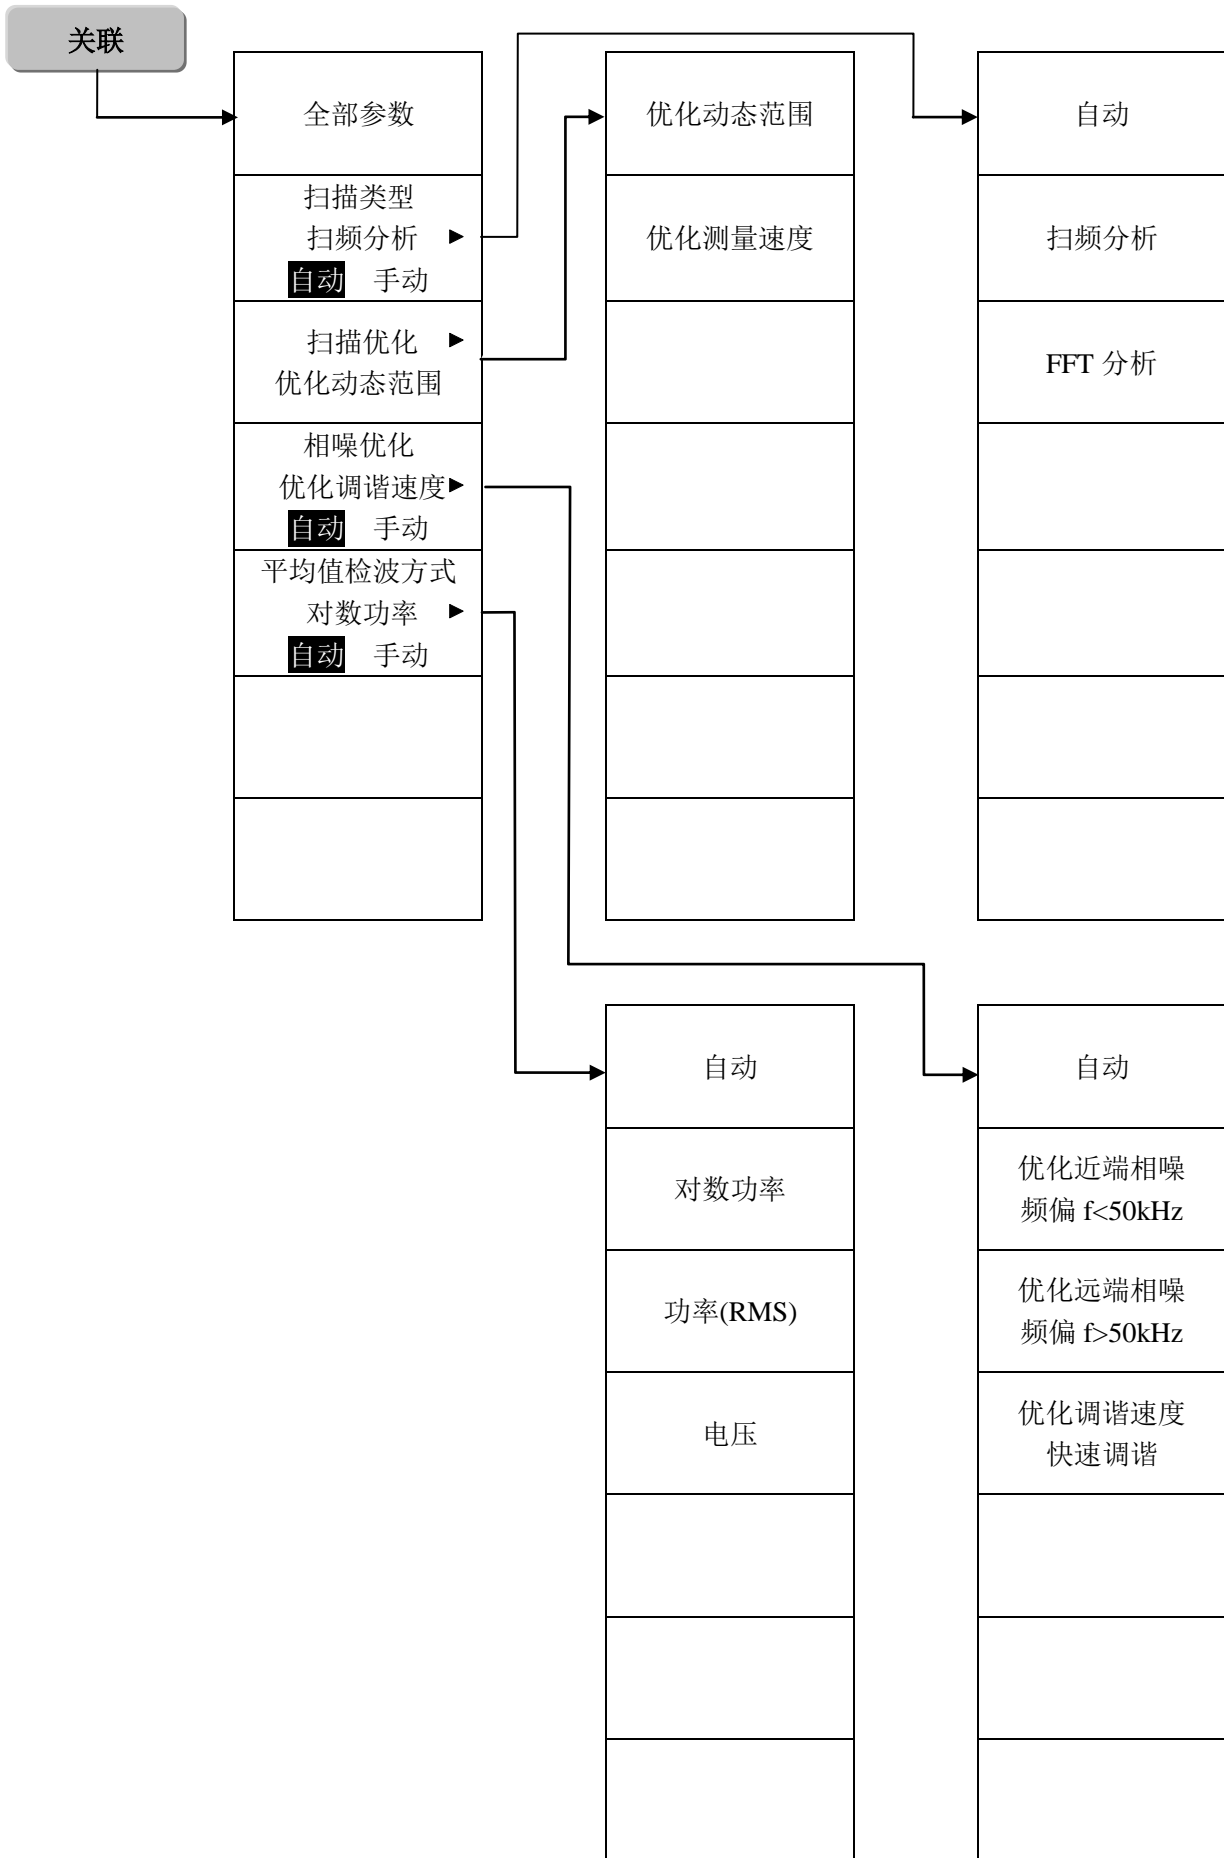 关联
全部参数
扫描类型
扫频分析
自动 手动
扫描优化
优化动态范围
相噪优化
优化调谐速度
自动 手动
平均值检波方式
对数功率
自动 手动
优化动态范围
优化测量速度
自动
扫频分析
FFT 分析
自动
对数功率
功率(RMS)
电压
自动
优化近端相噪
频偏 f<50kHz
优化远端相噪
频偏 f>50kHz
优化调谐速度
快速调谐